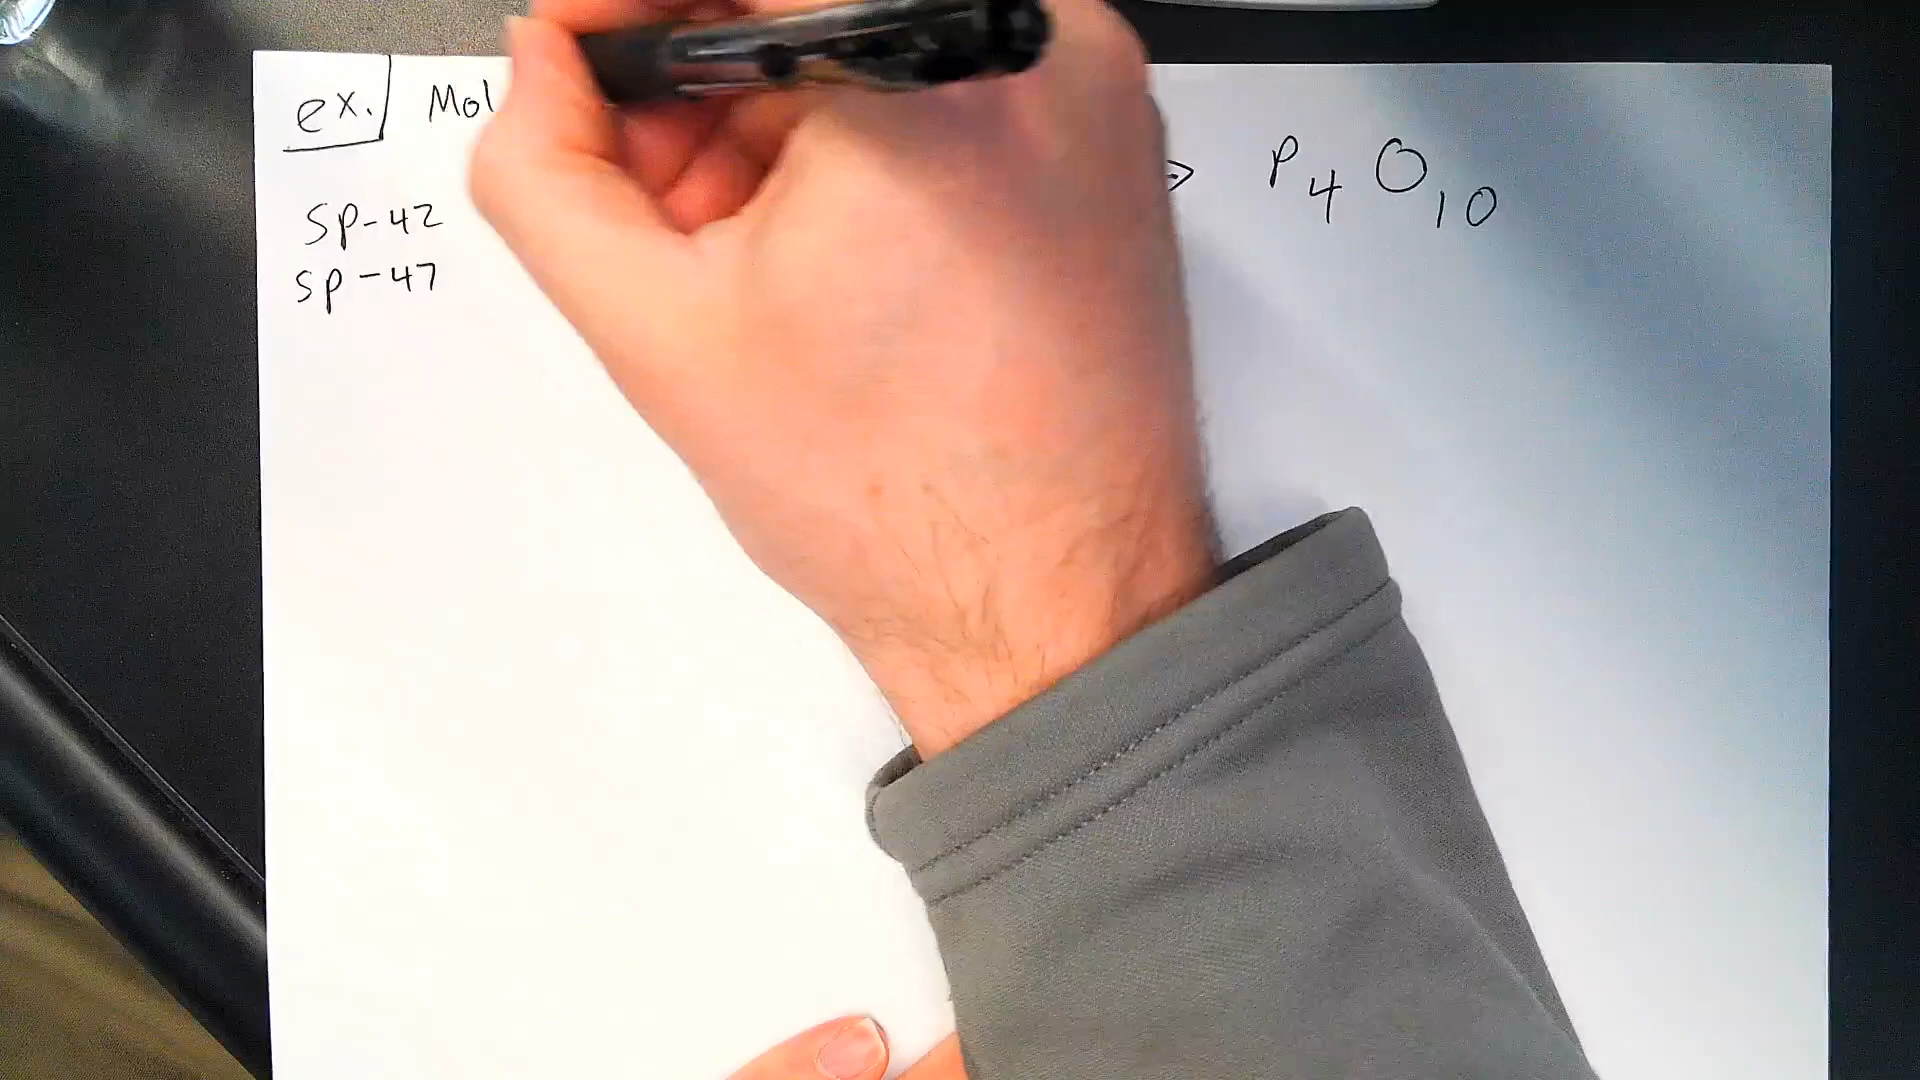 ex. Mol
→ P₄O₁₀
SP-42
SP-47